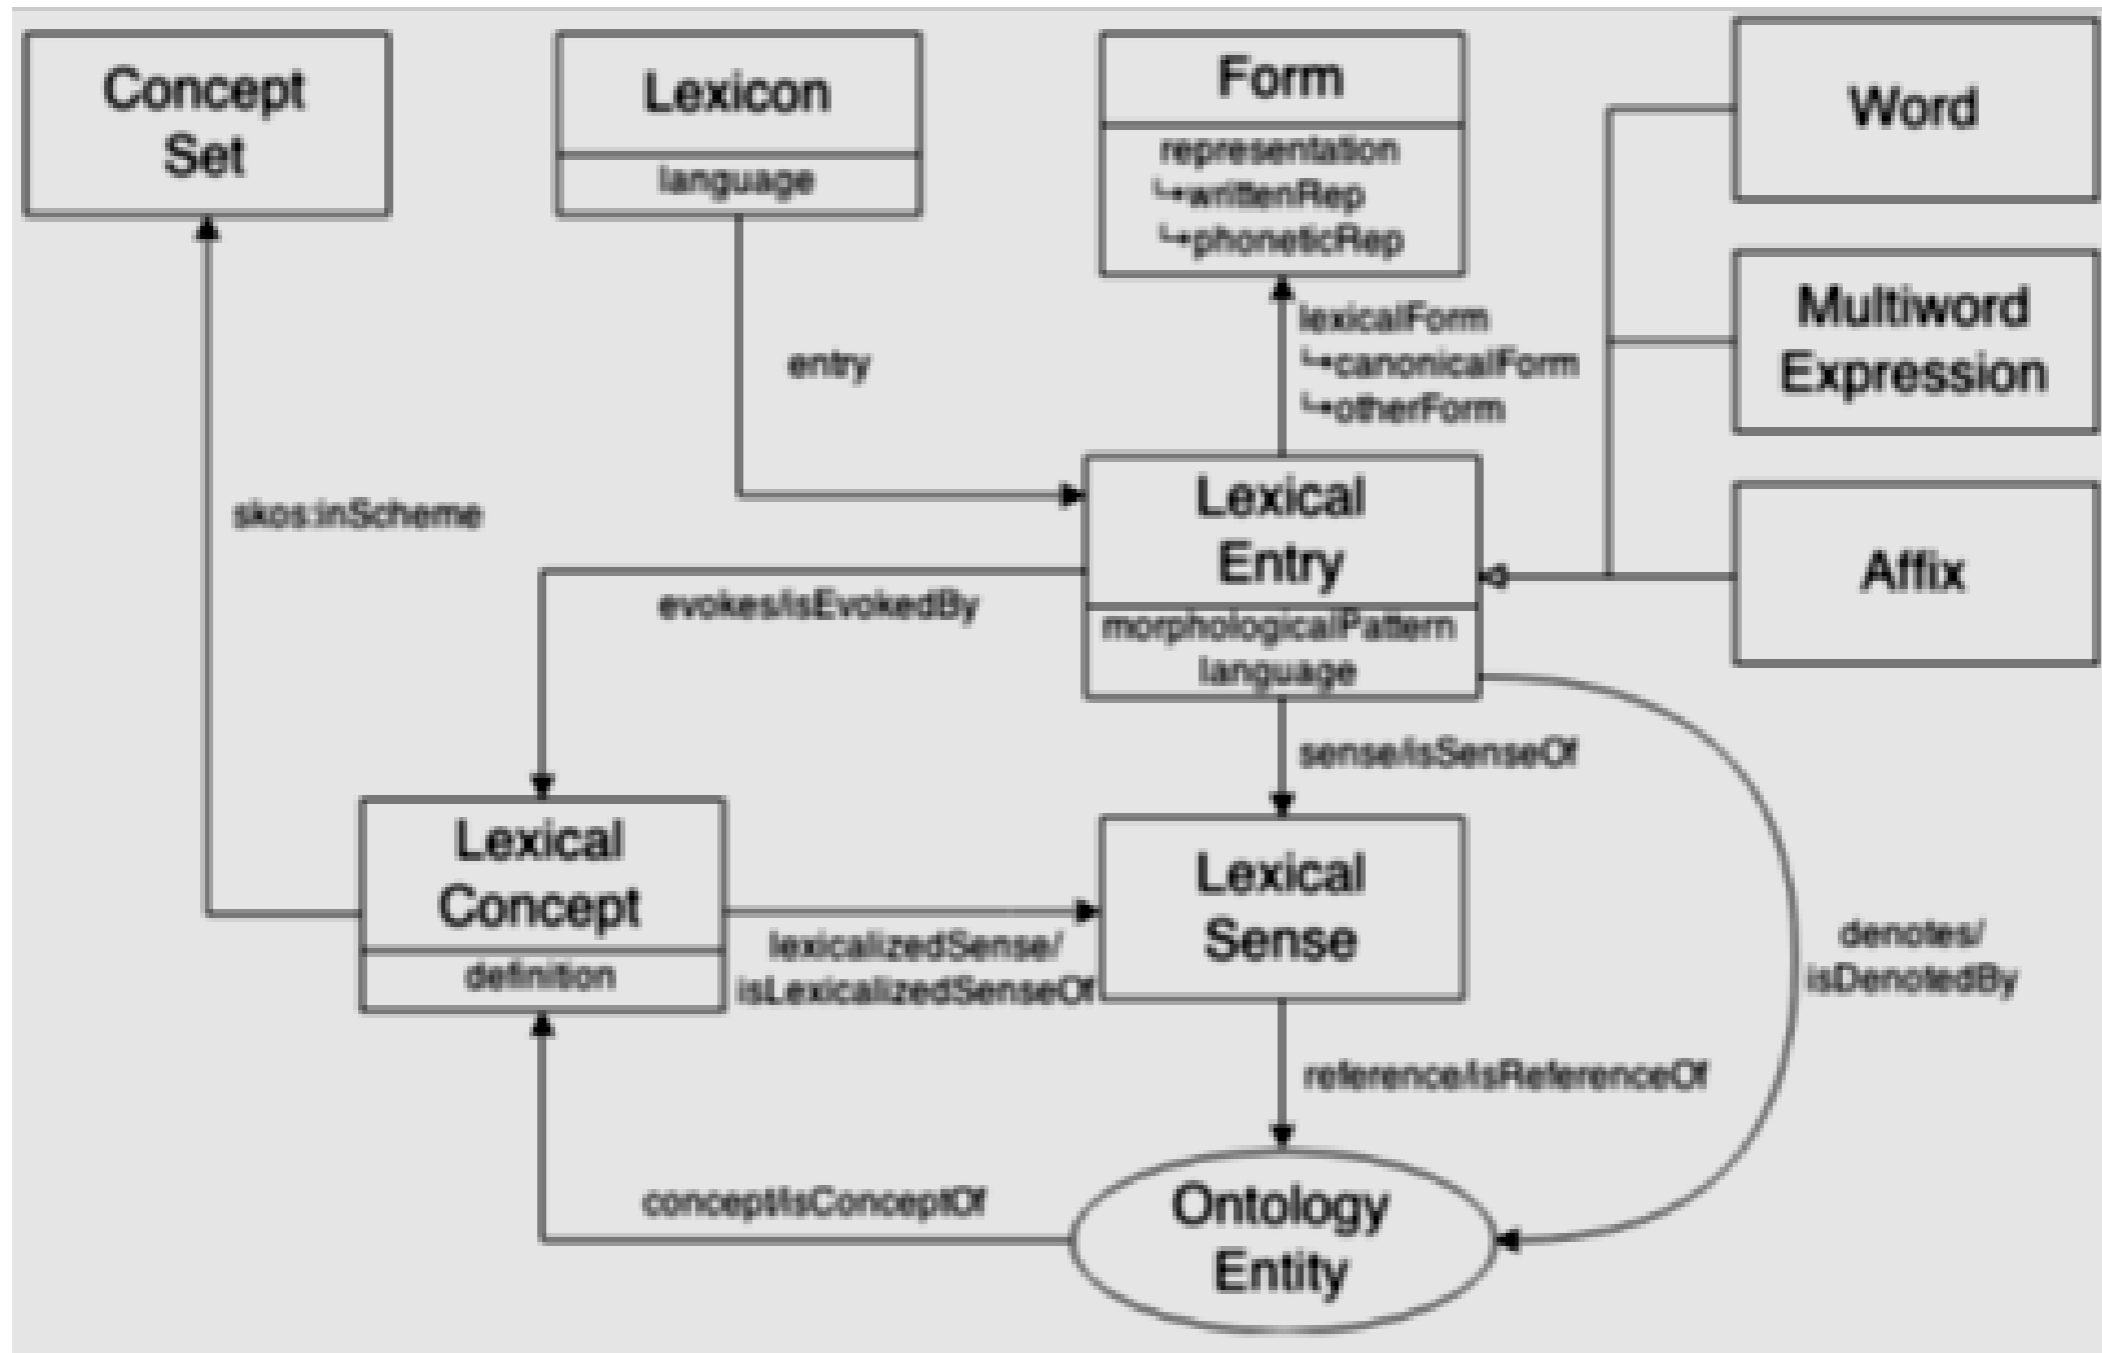 Concept
Set
Lexicon
language
Form
representation
↳writtenRep
↳phoneticRep
Word
Multiword
Expression
Affix
lexicalForm
↳canonicalForm
↳otherForm
entry
skos:inScheme
Lexical
Entry
morphologicalPattern
language
evokes/isEvokedBy
sense/isSenseOf
Lexical
Concept
definition
lexicalizedSense/
isLexicalizedSenseOf
Lexical
Sense
denotes/
isDenotedBy
reference/isReferenceOf
concept/isConceptOf
Ontology
Entity